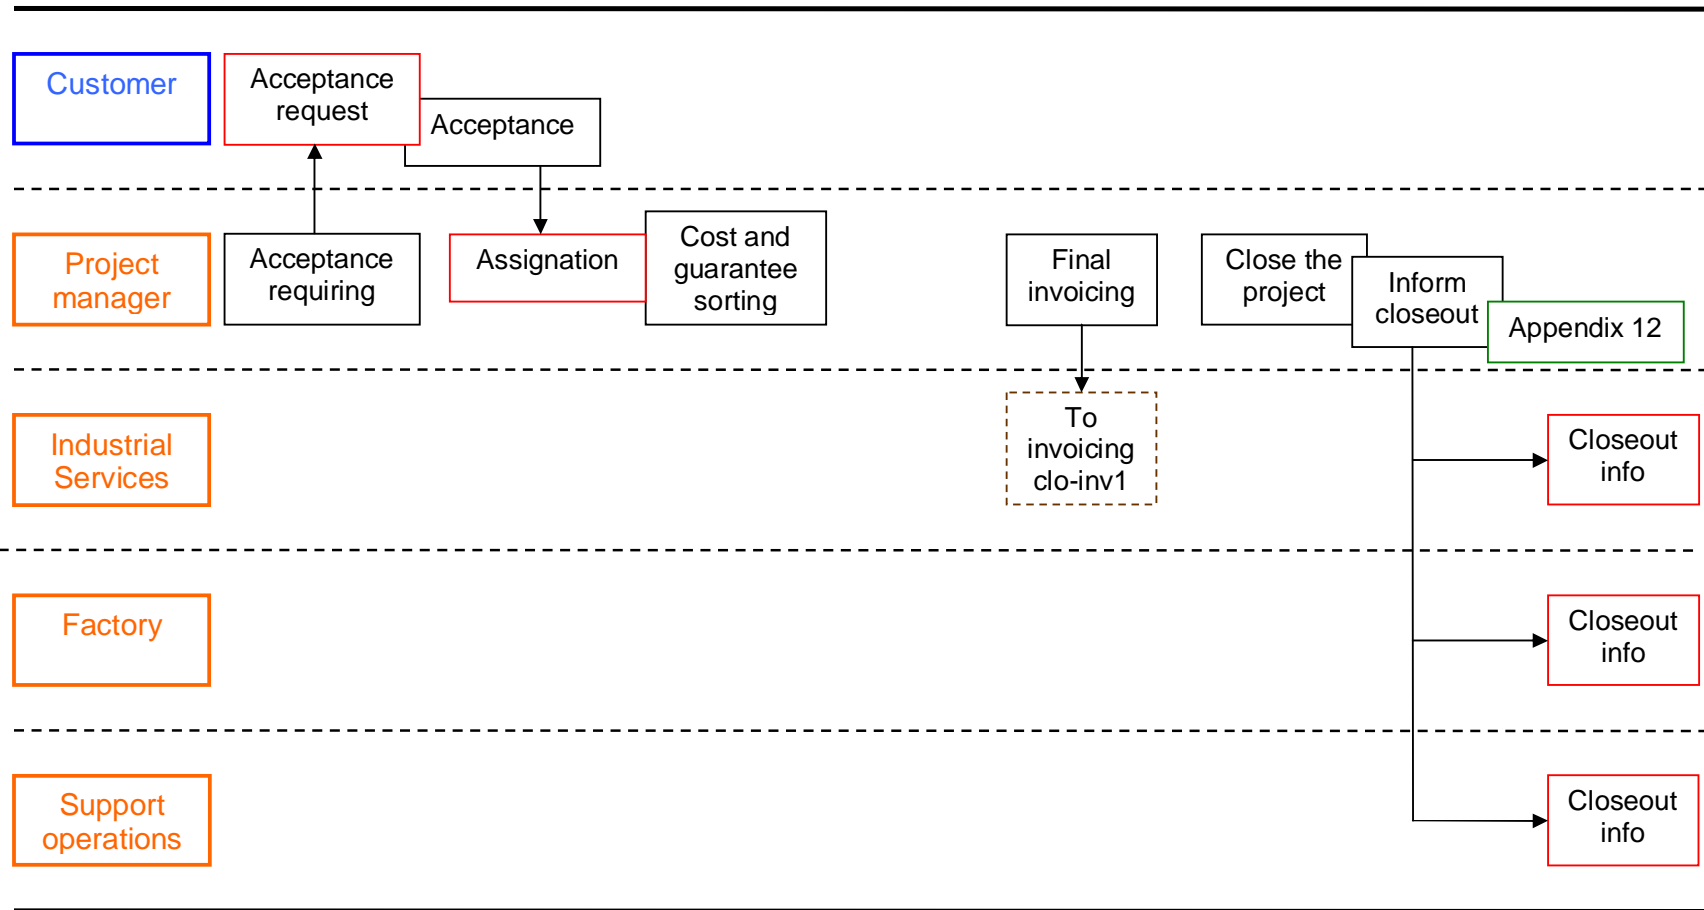 Customer
Acceptance
request
Acceptance
Project
manager
Acceptance
requiring
Assignation
Cost and
guarantee
sorting
Final
invoicing
Close the
project
Inform
closeout
Appendix 12
Industrial
Services
To
invoicing
clo-inv1
Closeout
info
Factory
Closeout
info
Support
operations
Closeout
info